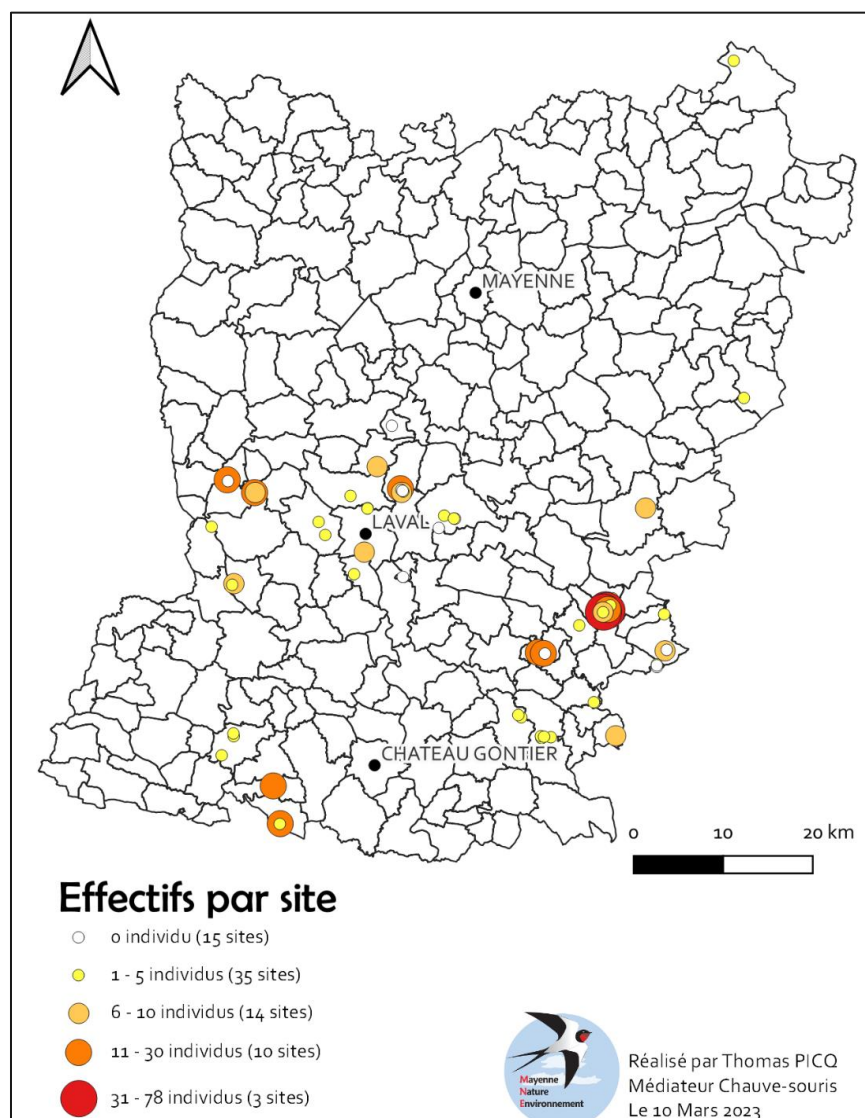 MAYENNE
LAVAL
CHATEAU GONTIER
0 10 20 km
Effectifs par site
0 individu (15 sites)
1 - 5 individus (35 sites)
6 - 10 individus (14 sites)
11 - 30 individus (10 sites)
31 - 78 individus (3 sites)
Mayenne
Nature
Environnement
Réalisé par Thomas PICQ
Médiateur Chauve-souris
Le 10 Mars 2023